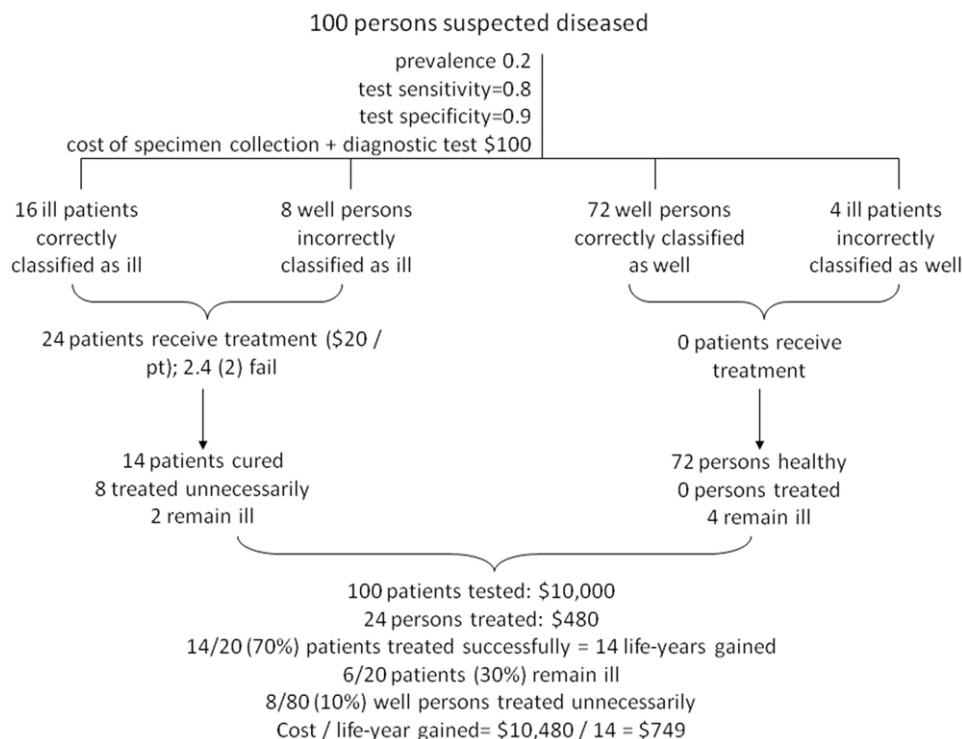 100 persons suspected diseased
prevalence 0.2
test sensitivity=0.8
test specificity=0.9
cost of specimen collection + diagnostic test $100
16 ill patients
correctly
classified as ill
8 well persons
incorrectly
classified as ill
72 well persons
correctly classified
as well
4 ill patients
incorrectly
classified as well
24 patients receive treatment ($20 /
pt); 2.4 (2) fail
0 patients receive
treatment
14 patients cured
8 treated unnecessarily
2 remain ill
72 persons healthy
0 persons treated
4 remain ill
100 patients tested: $10,000
24 persons treated: $480
14/20 (70%) patients treated successfully = 14 life-years gained
6/20 patients (30%) remain ill
8/80 (10%) well persons treated unnecessarily
Cost / life-year gained= $10,480 / 14 = $749